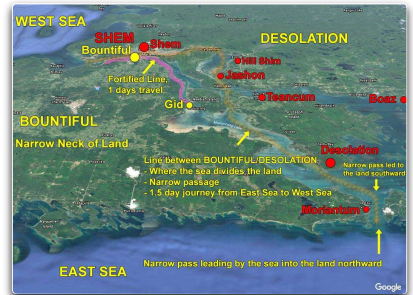 WEST SEA
SHEM
Shem
Bountiful
DESOLATION
Hill Shim
Jashon
Fortified Line,
1 days travel.
Gid
Teancum
Boaz
BOUNTIFUL
Narrow Neck of Land
Line between BOUNTIFUL/DESOLATION
- Where the sea divides the land
- Narrow passage
- 1.5 day journey from East Sea to West Sea
Desolation
Narrow pass led to
the land southward
Moriantum
EAST SEA
Narrow pass leading by the sea into the land northward
Google